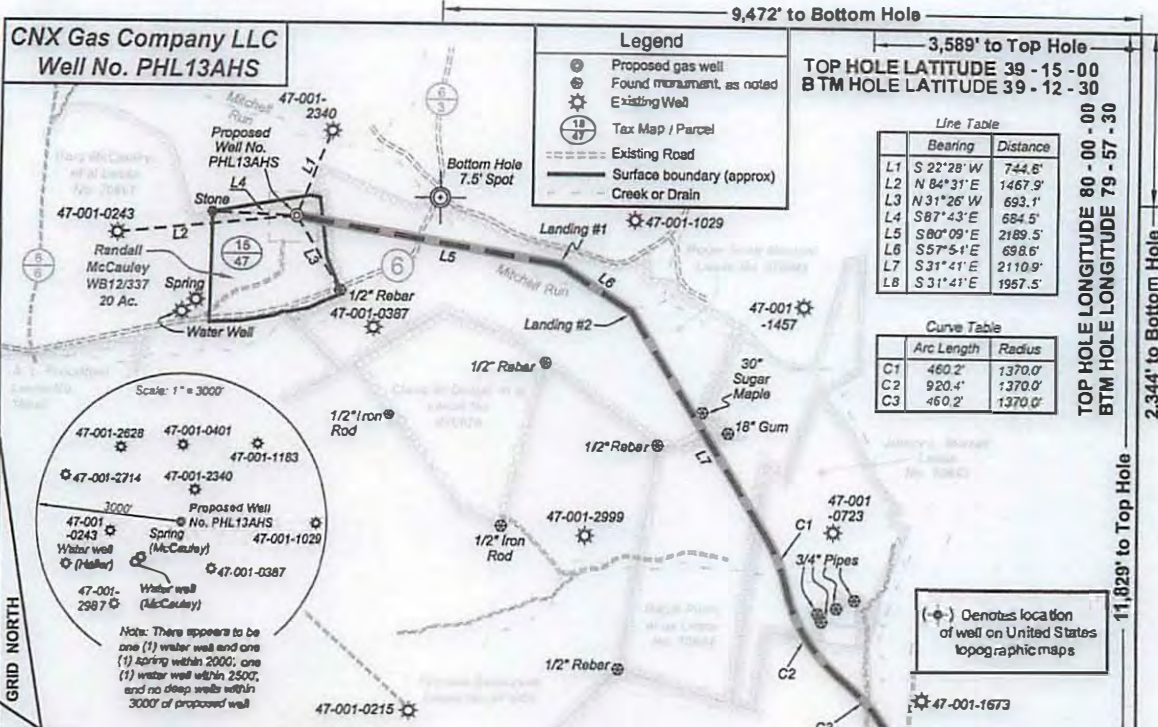 9,472' to Bottom Hole
CNX Gas Company LLC
Well No. PHL13AHS
Legend
Proposed gas well
Found monument, as noted
Existing Well
18
47
Tax Map / Parcel
Existing Road
Surface boundary (approx)
Creek or Drain
3,589' to Top Hole
TOP HOLE LATITUDE 39 - 15 - 00
BTM HOLE LATITUDE 39 - 12 - 30
TOP HOLE LONGITUDE 80 - 00 - 00
BTM HOLE LONGITUDE 79 - 57 - 30
2,344' to Bottom Hole
11,829' to Top Hole
Line Table
Bearing Distance
L1 S 22°28' W 744.6'
L2 N 84°31' E 1467.9'
L3 N 31°26' W 693.1'
L4 S87°43' E 684.5'
L5 S80°09' E 2189.5'
L6 S57°51' E 698.6'
L7 S 31°41' E 2110.9'
L8 S 31°41' E 1957.5'
Curve Table
Arc Length Radius
C1 460.2' 1370.0'
C2 920.4' 1370.0'
C3 460.2' 1370.0'
Mitchell
Run
47-001-
2340
6
3
Proposed
Well No.
PHL13AHS
L1
L4
Stone
Bottom Hole
7.5' Spot
47-001-0243
L2
L3
16
47
Randall
McCauley
WB12/337
20 Ac.
Spring
Water Well
6
6
6
L5
Landing #1
47-001-1029
Mitchell Run
L6
Landing #2
1/2" Rebar
47-001-0387
47-001
-1457
1/2" Rebar
30"
Sugar
Maple
18" Gum
1/2" Iron
Rod
1/2" Rebar
L7
Scale: 1" = 3000'
47-001-2628
47-001-0401
47-001-1183
47-001-2714
47-001-2340
3000'
Proposed Well
No. PHL13AHS
47-001
-0243
Spring
(McCauley)
47-001-1029
Water well
(Haller)
47-001-0387
47-001-
2987
Water well
(McCauley)
Note: There appears to be
one (1) water well and one
(1) spring within 2000', one
(1) water well within 2500',
and no deep wells within
3000' of proposed well
GRID NORTH
47-001-2999
1/2" Iron
Rod
47-001
-0723
C1
3/4" Pipes
1/2" Rebar
C2
C3
47-001-0215
47-001-1673
Denotes location
of well on United States
topographic maps